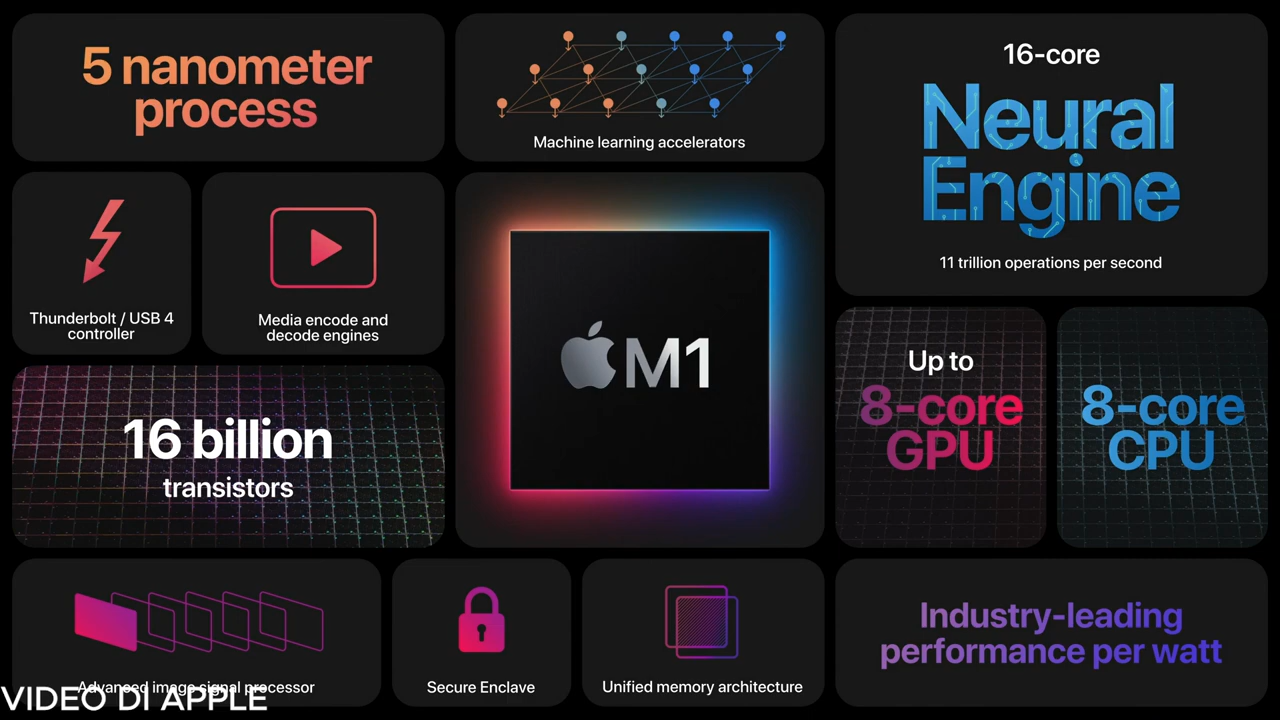 5 nanometer
process
Machine learning accelerators
16-core
Neural
Engine
11 trillion operations per second
Thunderbolt / USB 4
controller
Media encode and
decode engines
M1
Up to
8-core
GPU
8-core
CPU
16 billion
transistors
Advanced image signal processor
Secure Enclave
Unified memory architecture
Industry-leading
performance per watt
VIDEO DI APPLE